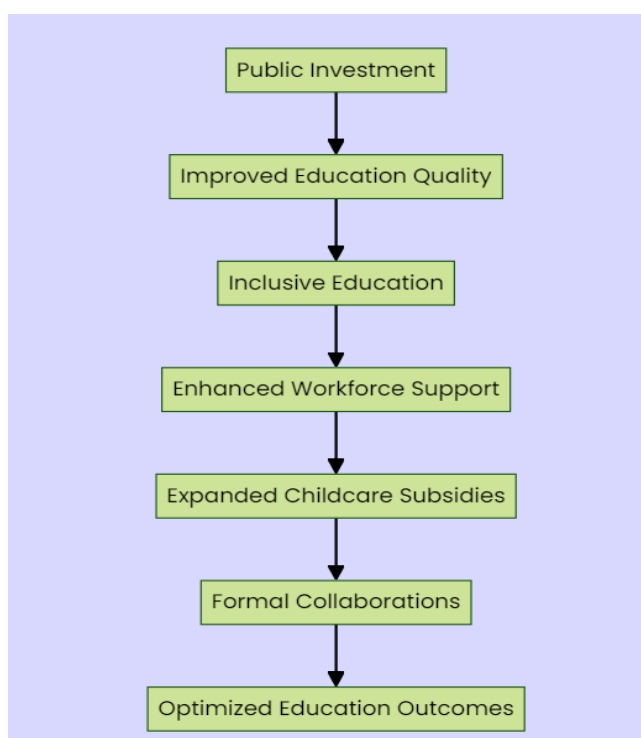 Public Investment
Improved Education Quality
Inclusive Education
Enhanced Workforce Support
Expanded Childcare Subsidies
Formal Collaborations
Optimized Education Outcomes